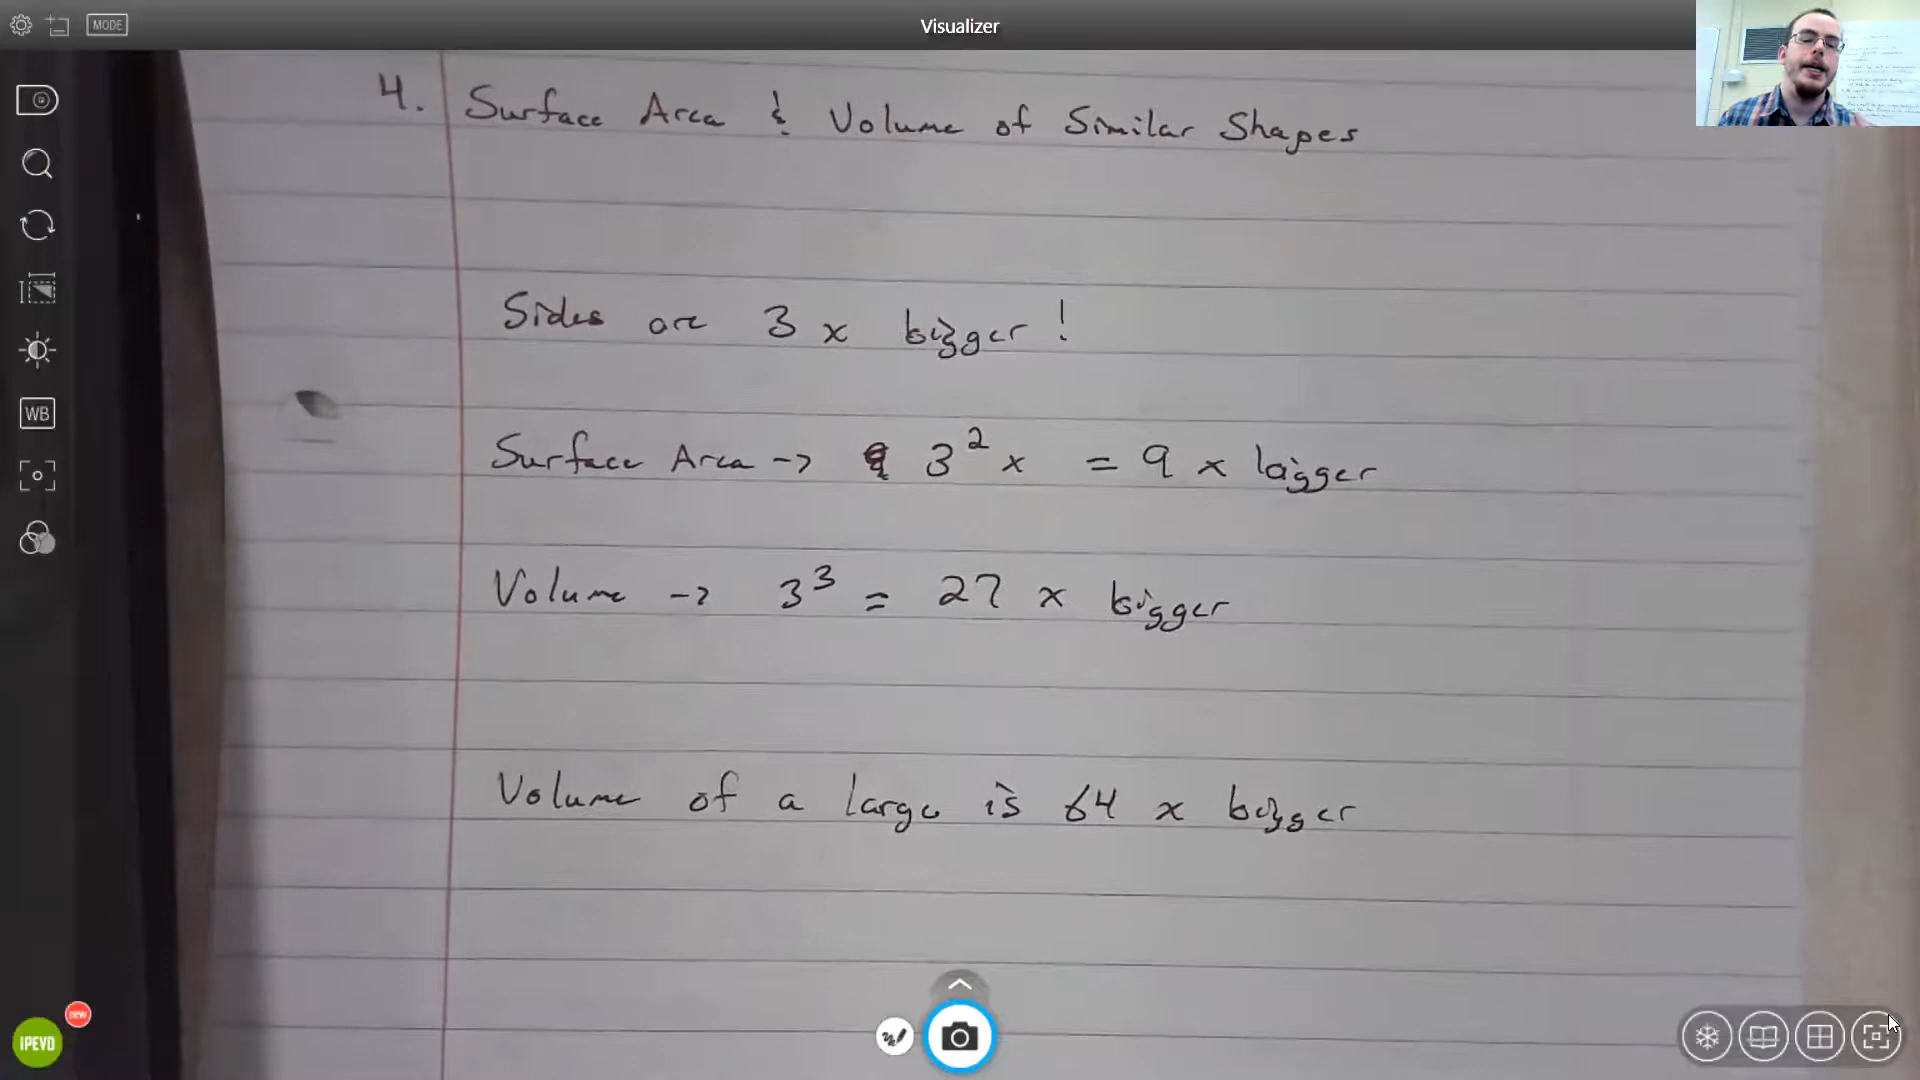 MODE
Visualizer
4. Surface Area & Volume of Similar Shapes
Sides are 3 x bigger!
Surface Area -> 3² x = 9 x bigger
WB
Volume -> 3³ = 27 x bigger
Volume of a large is 64 x bigger
new
IPEVO